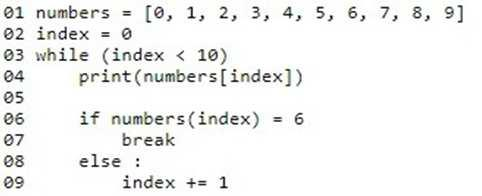 01 numbers = [0, 1, 2, 3, 4, 5, 6, 7, 8, 9]
02 index = 0
03 while (index < 10)
04     print(numbers[index])
05
06     if numbers(index) = 6
07         break
08     else :
09         index += 1